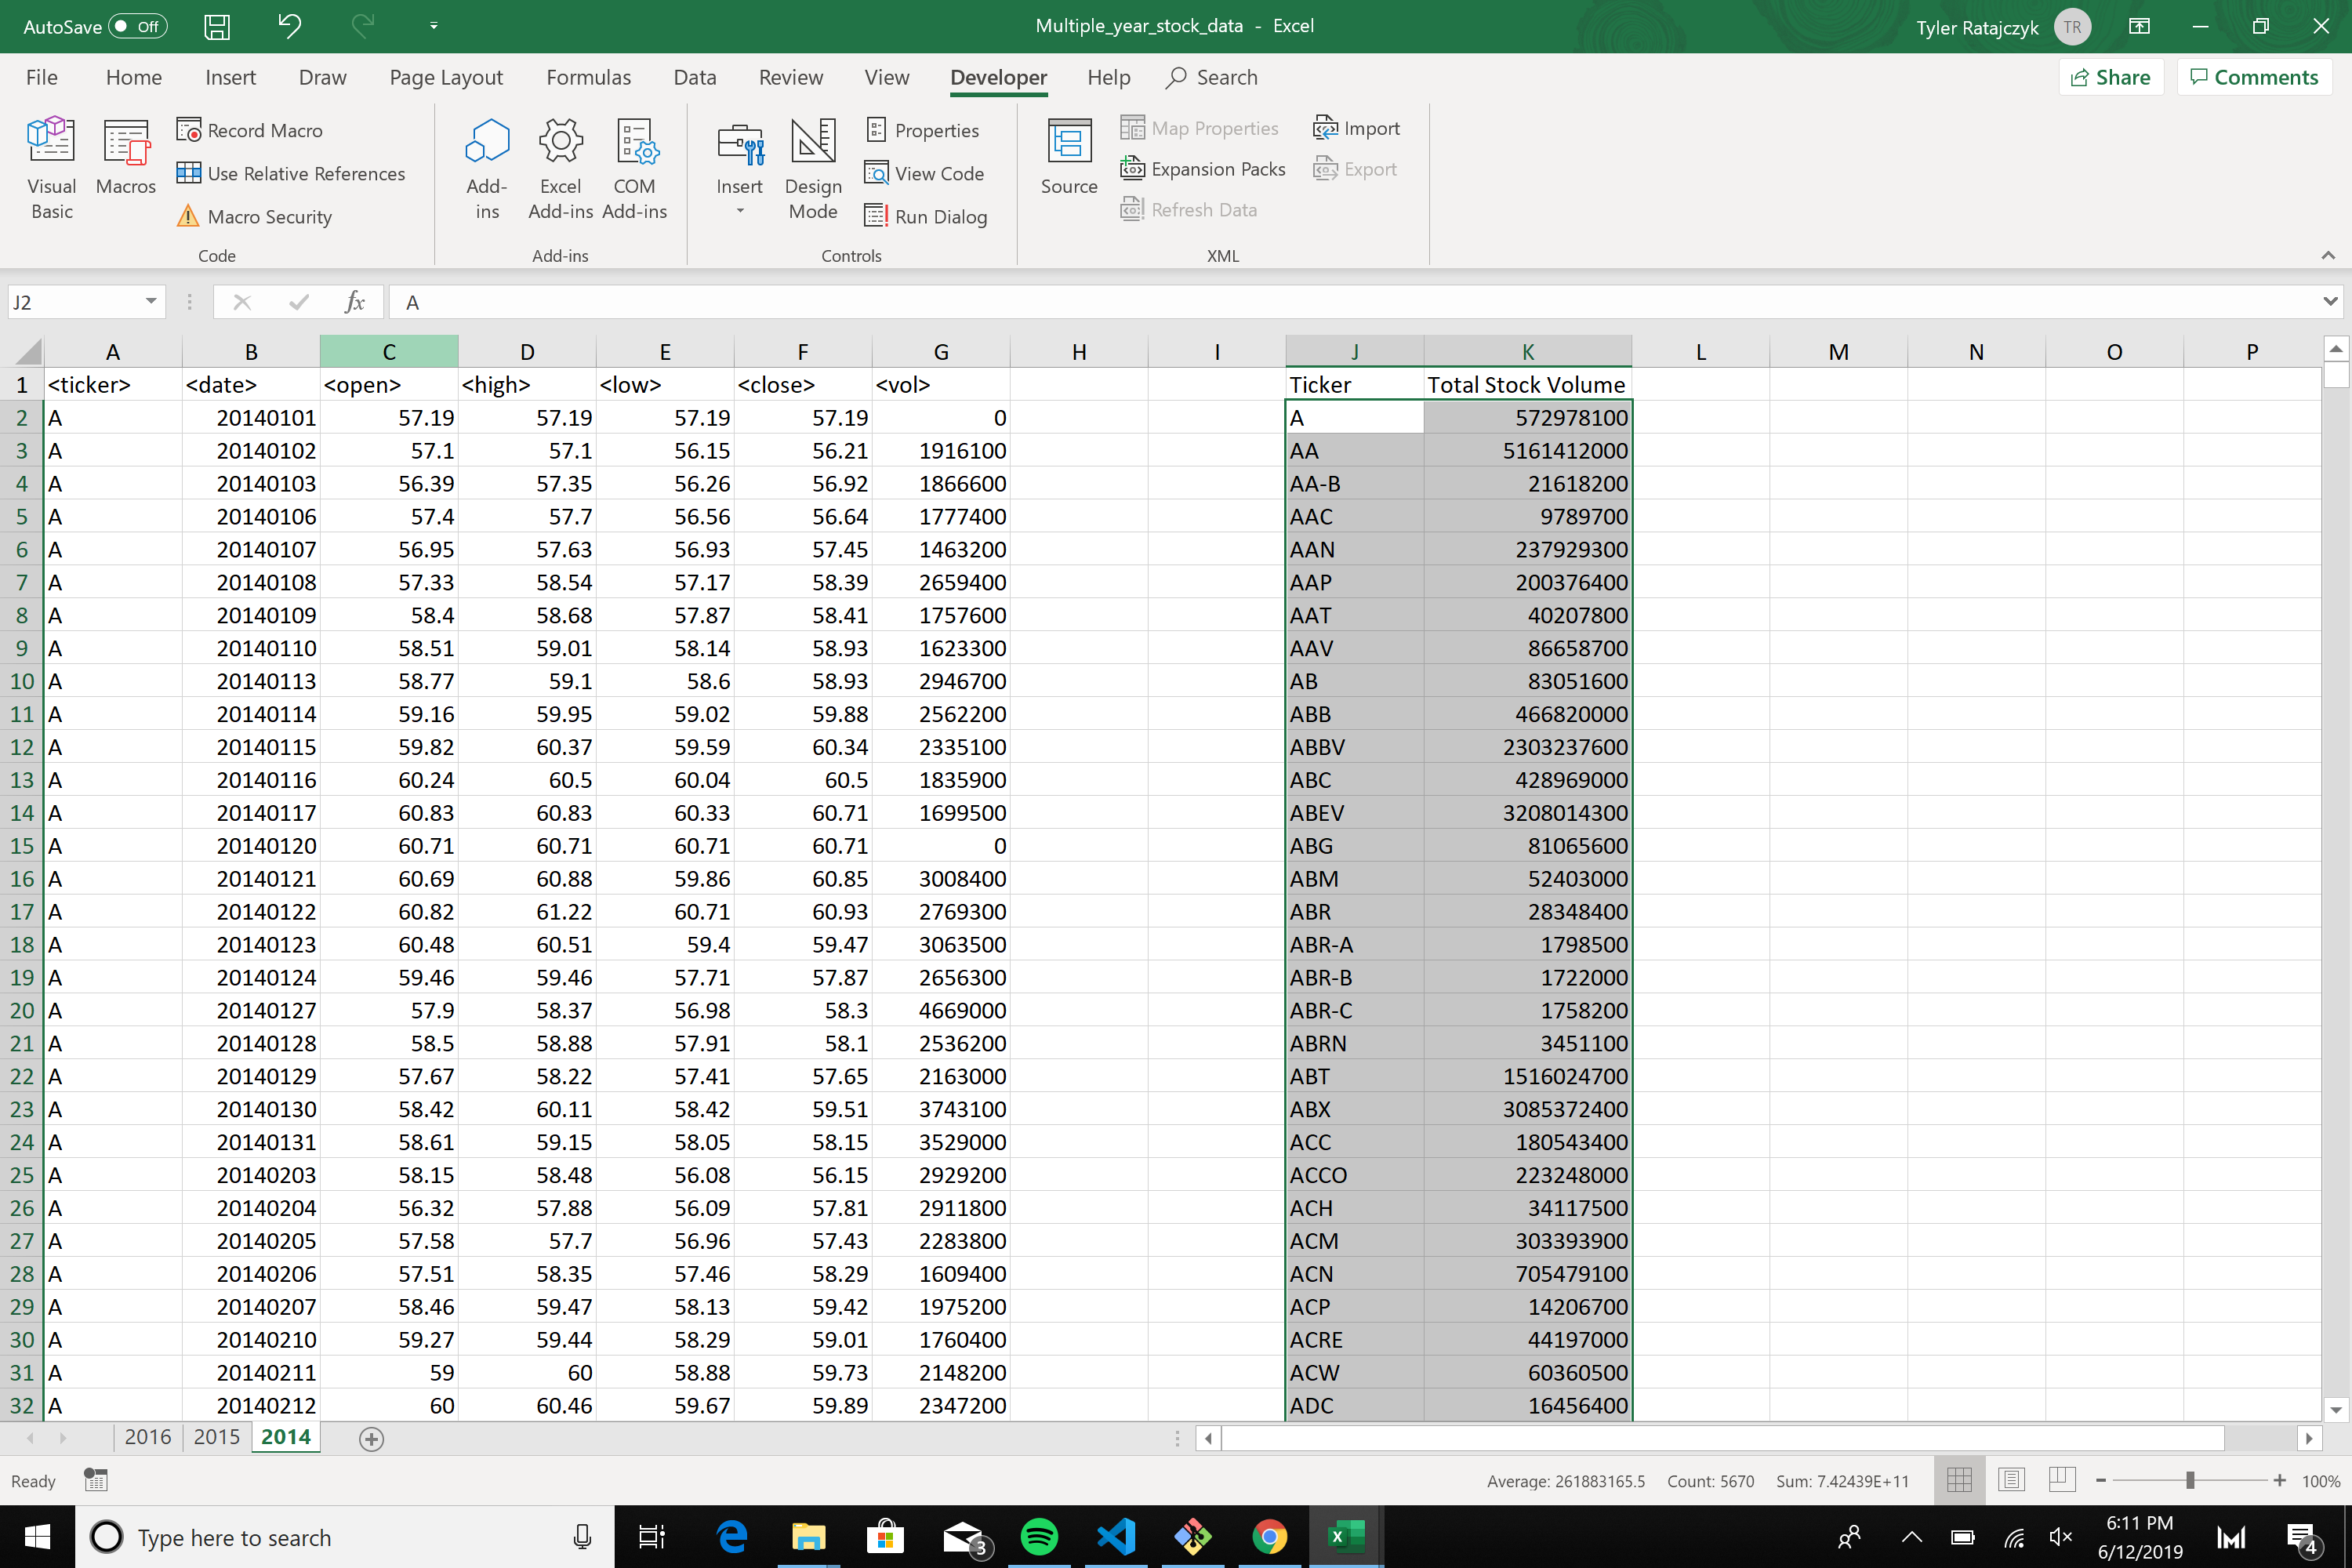 AutoSave Off Multiple_year_stock_data - Excel Tyler Ratajczyk TR
File Home Insert Draw Page Layout Formulas Data Review View Developer Help Search Share Comments
Visual Basic
Macros
Record Macro
Use Relative References
Macro Security
Code
Add-ins
Excel Add-ins
COM Add-ins
Add-ins
Insert
Design Mode
Properties
View Code
Run Dialog
Controls
Source
Map Properties
Expansion Packs
Refresh Data
Import
Export
XML
J2 fx A
A B C D E F G H I J K L M N O P
1 <ticker> <date> <open> <high> <low> <close> <vol> Ticker Total Stock Volume
2 A 20140101 57.19 57.19 57.19 57.19 0 A 572978100
3 A 20140102 57.1 57.1 56.15 56.21 1916100 AA 5161412000
4 A 20140103 56.39 57.35 56.26 56.92 1866600 AA-B 21618200
5 A 20140106 57.4 57.7 56.56 56.64 1777400 AAC 9789700
6 A 20140107 56.95 57.63 56.93 57.45 1463200 AAN 237929300
7 A 20140108 57.33 58.54 57.17 58.39 2659400 AAP 200376400
8 A 20140109 58.4 58.68 57.87 58.41 1757600 AAT 40207800
9 A 20140110 58.51 59.01 58.14 58.93 1623300 AAV 86658700
10 A 20140113 58.77 59.1 58.6 58.93 2946700 AB 83051600
11 A 20140114 59.16 59.95 59.02 59.88 2562200 ABB 466820000
12 A 20140115 59.82 60.37 59.59 60.34 2335100 ABBV 2303237600
13 A 20140116 60.24 60.5 60.04 60.5 1835900 ABC 428969000
14 A 20140117 60.83 60.83 60.33 60.71 1699500 ABEV 3208014300
15 A 20140120 60.71 60.71 60.71 60.71 0 ABG 81065600
16 A 20140121 60.69 60.88 59.86 60.85 3008400 ABM 52403000
17 A 20140122 60.82 61.22 60.71 60.93 2769300 ABR 28348400
18 A 20140123 60.48 60.51 59.4 59.47 3063500 ABR-A 1798500
19 A 20140124 59.46 59.46 57.71 57.87 2656300 ABR-B 1722000
20 A 20140127 57.9 58.37 56.98 58.3 4669000 ABR-C 1758200
21 A 20140128 58.5 58.88 57.91 58.1 2536200 ABRN 3451100
22 A 20140129 57.67 58.22 57.41 57.65 2163000 ABT 1516024700
23 A 20140130 58.42 60.11 58.42 59.51 3743100 ABX 3085372400
24 A 20140131 58.61 59.15 58.05 58.15 3529000 ACC 180543400
25 A 20140203 58.15 58.48 56.08 56.15 2929200 ACCO 223248000
26 A 20140204 56.32 57.88 56.09 57.81 2911800 ACH 34117500
27 A 20140205 57.58 57.7 56.96 57.43 2283800 ACM 303393900
28 A 20140206 57.51 58.35 57.46 58.29 1609400 ACN 705479100
29 A 20140207 58.46 59.47 58.13 59.42 1975200 ACP 14206700
30 A 20140210 59.27 59.44 58.29 59.01 1760400 ACRE 44197000
31 A 20140211 59 60 58.88 59.73 2148200 ACW 60360500
32 A 20140212 60 60.46 59.67 59.89 2347200 ADC 16456400
2016 2015 2014
Ready Average: 261883165.5 Count: 5670 Sum: 7.42439E+11 100%
Type here to search 3 6:11 PM 4
6/12/2019